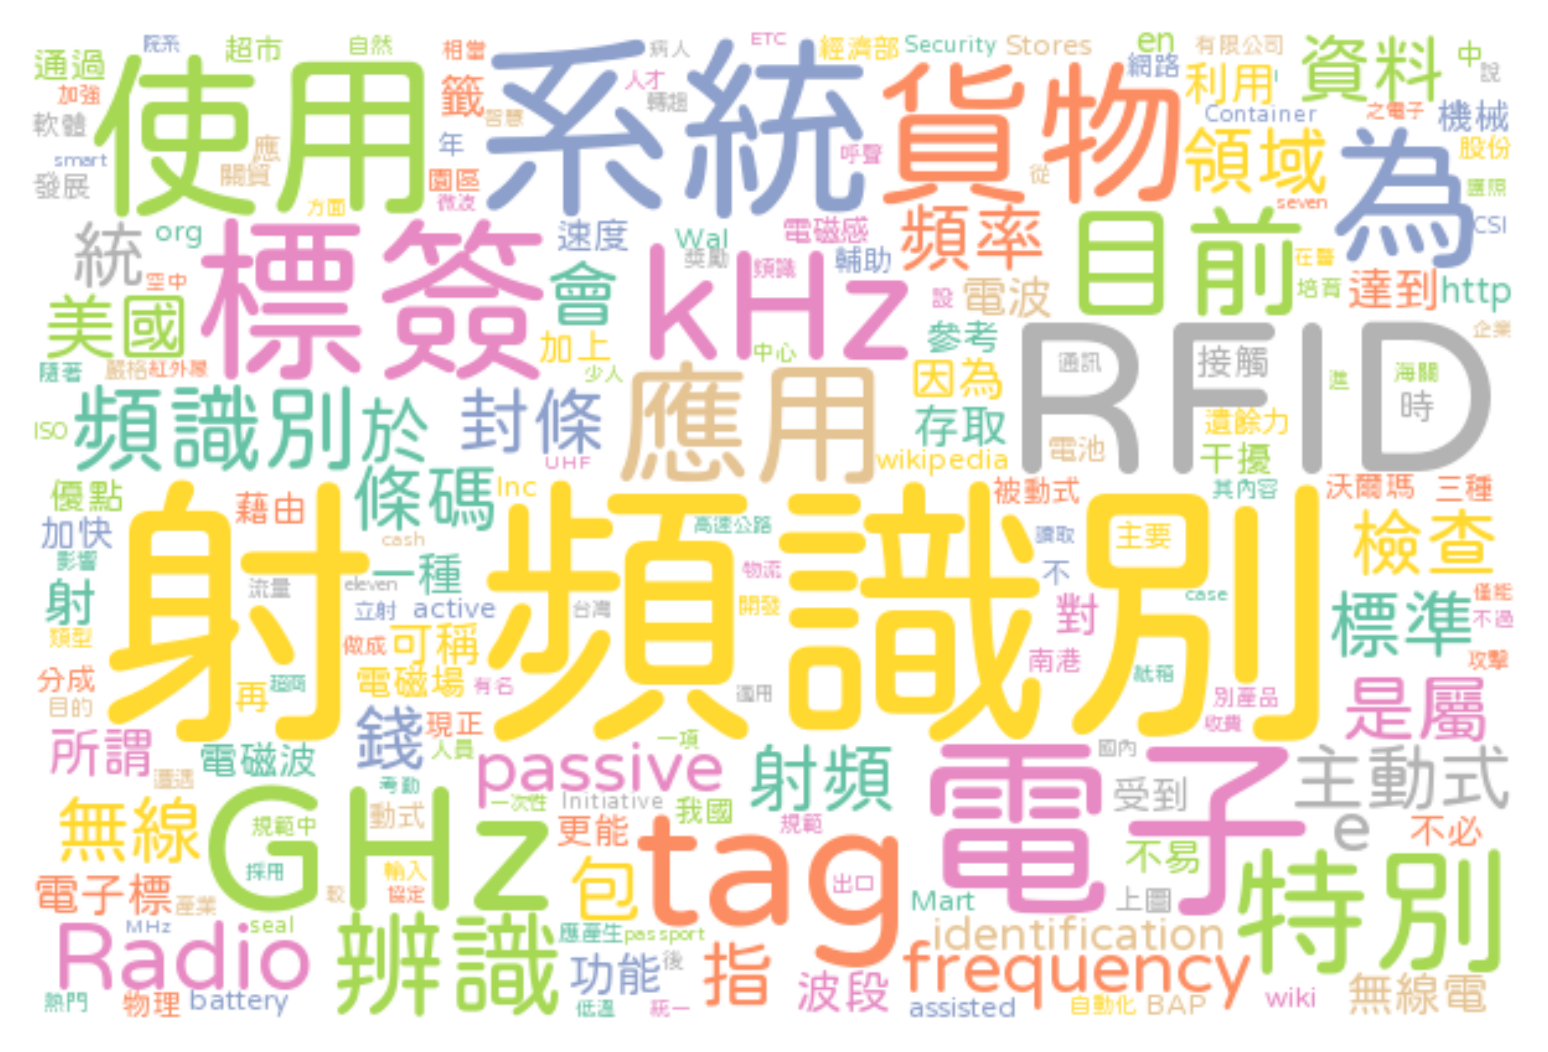 院系 超市 自然 相當 病人 ETC 經濟部 Security Stores en 有限公司 資料 中 說
通過 使用 系統 人才 貨物 網路 利用
加強 籤 轉趨 Container 之電子 機械
軟體 智慧 領域 為 股份
smart 應 年 呼聲
發展 關貿 園區 從 護照
方面 微波 seven CSI
統 org 標簽 速度 Wal 電磁感 頻率 目前
空中 會 獎勵 頻識 輔助 在醫
美國 kHz 設 電波 培育 達到 http
加上 中心 參考 RFID 企業
隨著 嚴格 紅外線 少人 因為 通訊 接觸 進 海關
頻識別 於 封條 應用 存取 遺餘力 時
ISO UHF wikipedia 電池 干擾
優點 藉由 條碼 Inc 被動式 其內容 沃爾瑪 三種
加快 射頻識別 cash 高速公路 讀取 主要 檢查
影響 一種 物流 不
射 流量 eleven case 僅能
立射 active 台灣 開發 對 標準 不過
類型 做成 可稱 南港 攻擊
分成 再 超商 電磁場 有名 適用 紙箱 別產品 是屬
目的 錢 現正 收費
所謂 電磁波 人員 一項 國內
遭遇 考勤 passive 射頻 電子 受到 主動式
無線 GHz 動式 一次性 Initiative 我國
規範中 更能 tag 規範 e 不必
採用 輸入 包 出口 不易 特別
電子標 產業 較 協定 Mart 上圖
MHz seal 應產生 passport identification
Radio 辨識 功能 後 指 波段 frequency 無線電
熱門 物理 battery 低溫 統一 assisted 自動化 BAP wiki